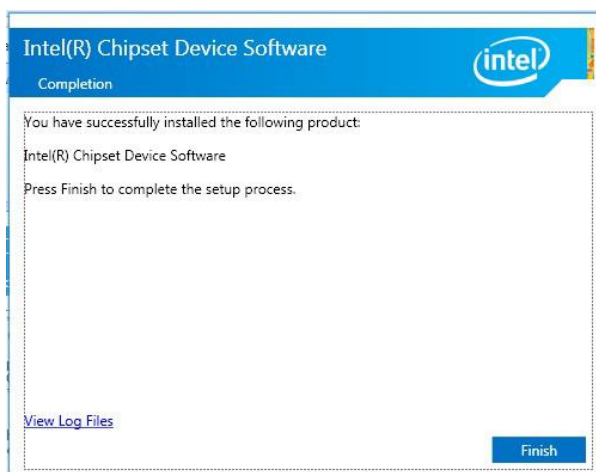 Intel(R) Chipset Device Software
intel
Completion
You have successfully installed the following product:
Intel(R) Chipset Device Software
Press Finish to complete the setup process.
View Log Files
Finish